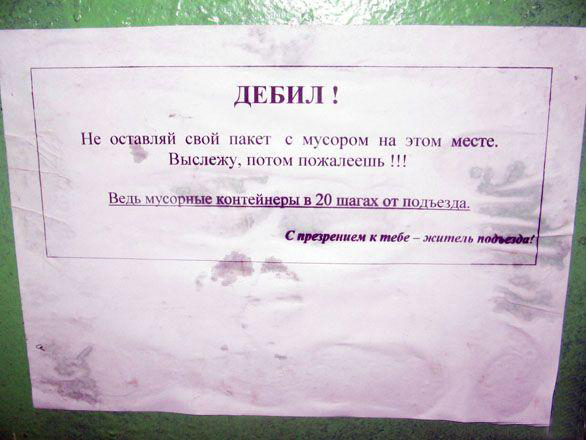 ДЕБИЛ !
Не оставляй свой пакет с мусором на этом месте.
Выслежу, потом пожалеешь !!!
Ведь мусорные контейнеры в 20 шагах от подъезда.
С презрением к тебе – житель подъезда!